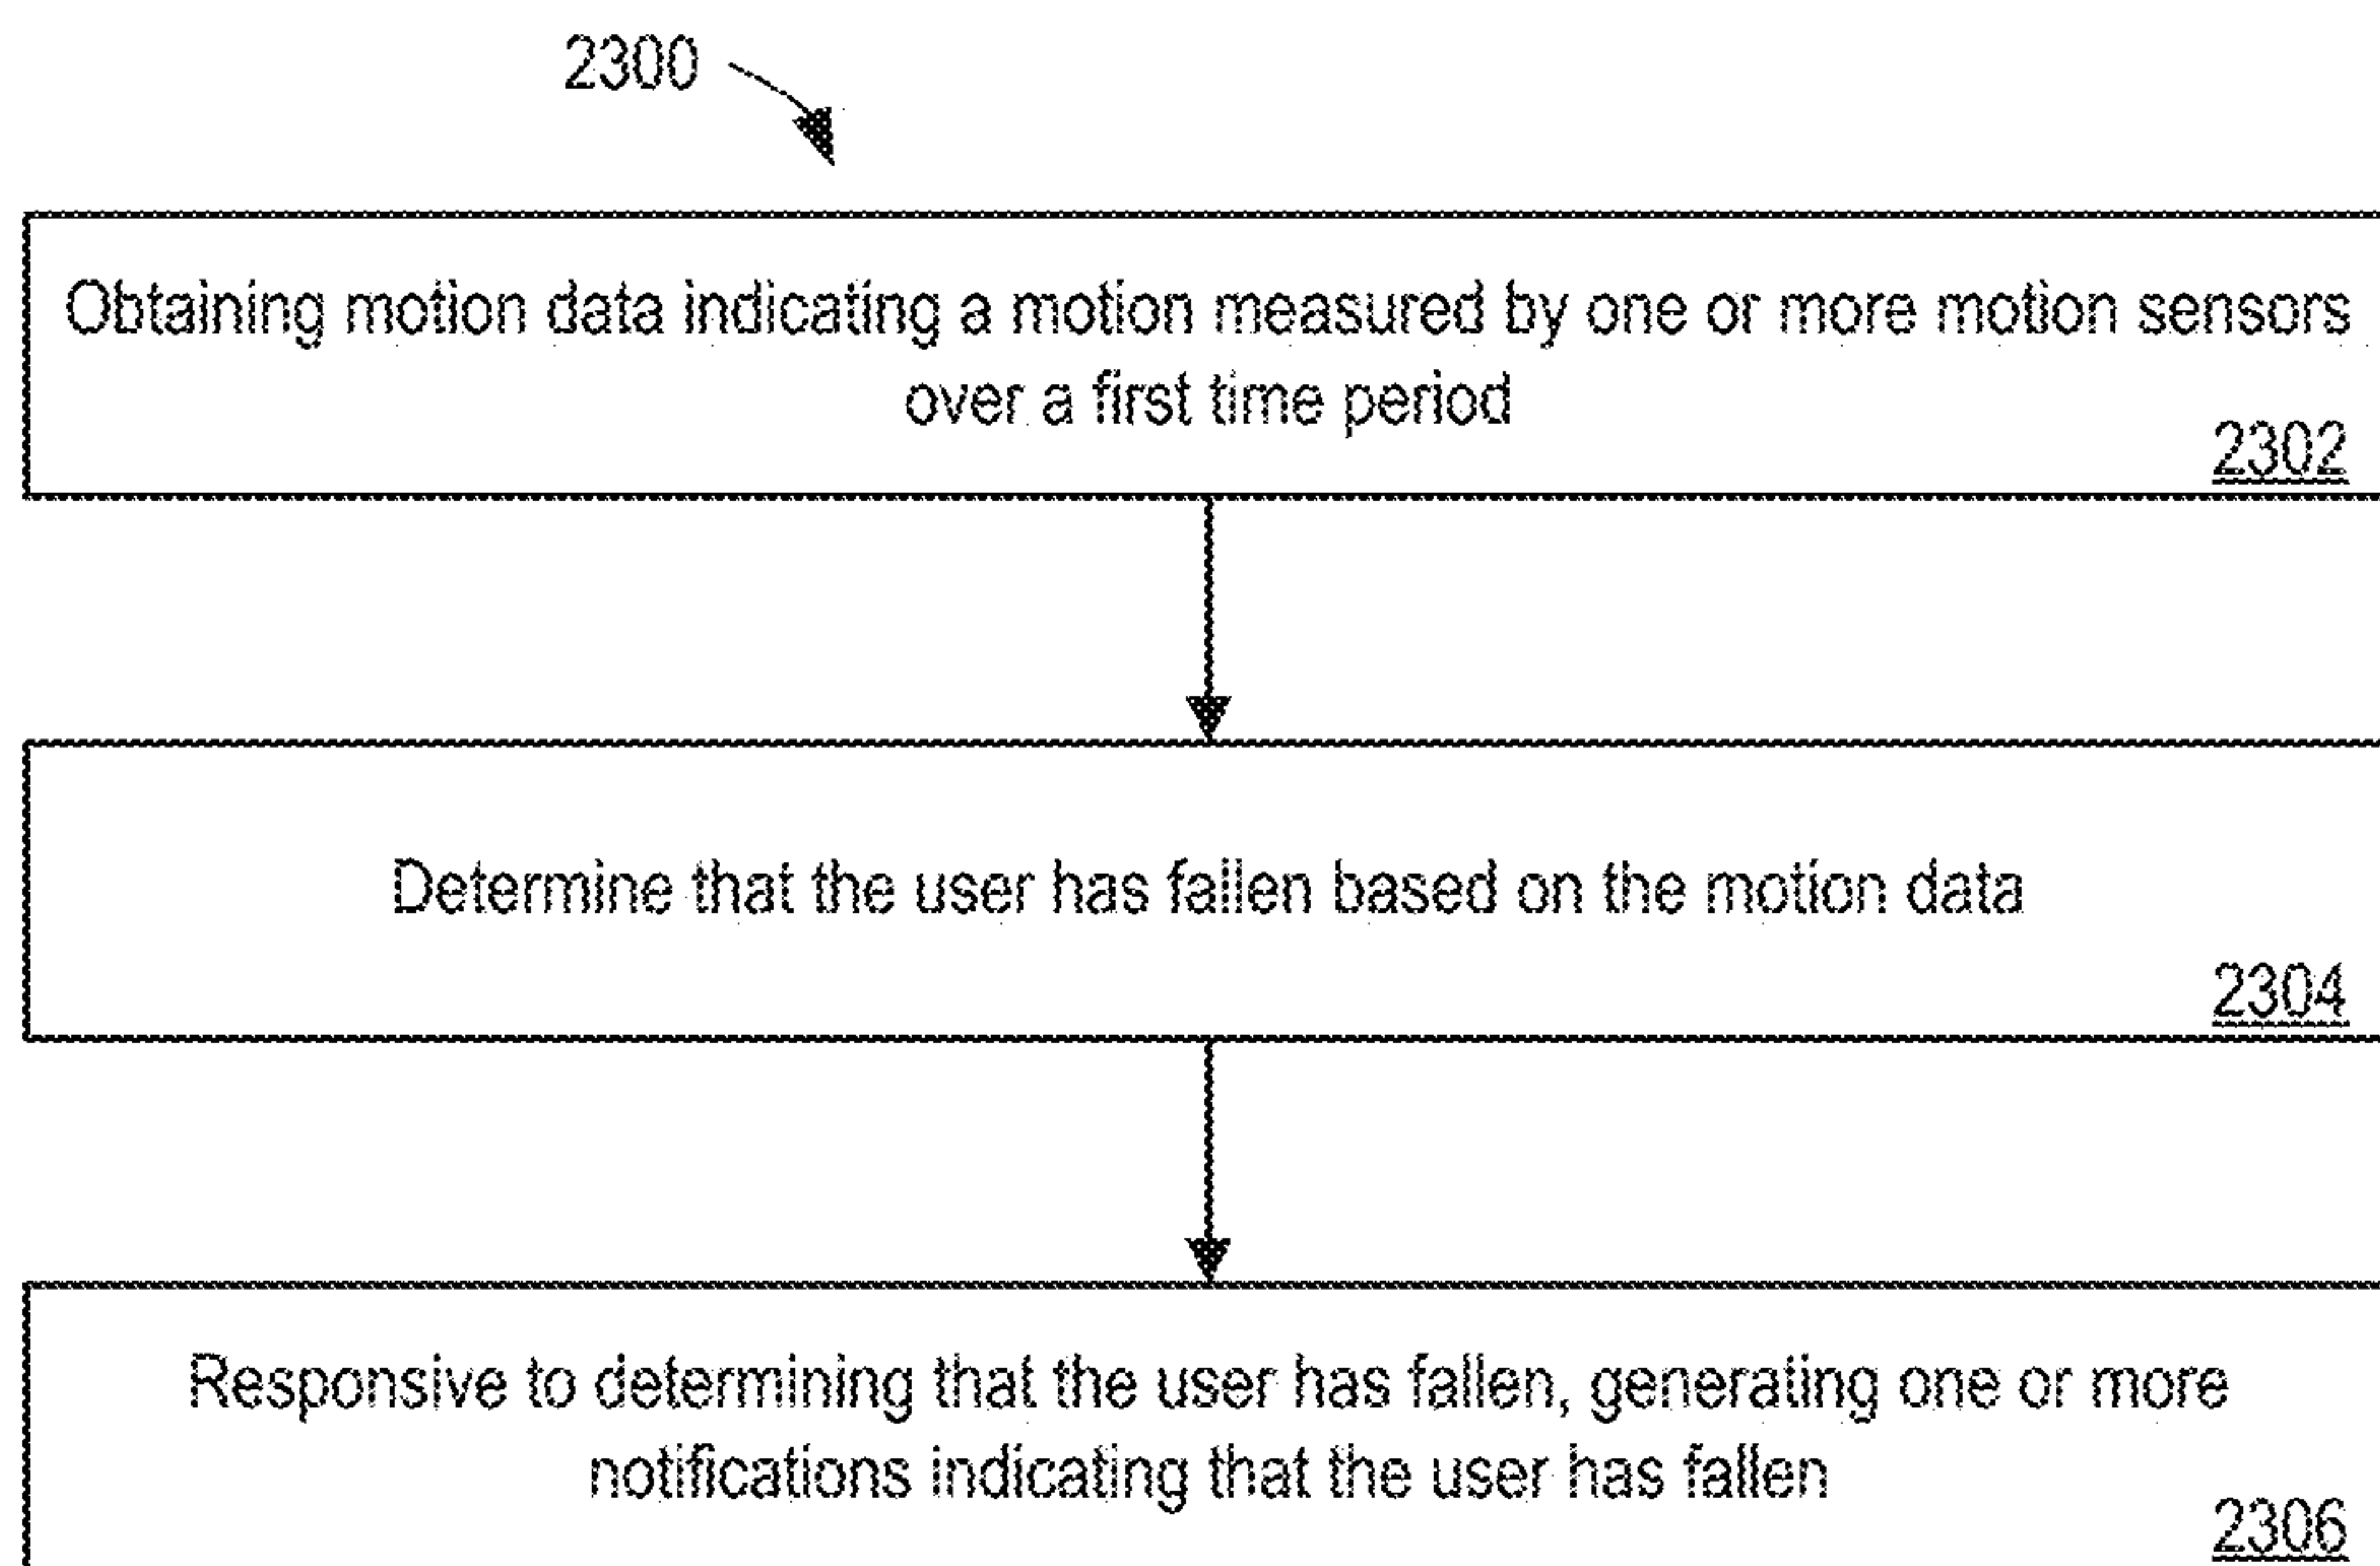 2300
Obtaining motion data indicating a motion measured by one or more motion sensors
over a first time period
2302
Determine that the user has fallen based on the motion data
2304
Responsive to determining that the user has fallen, generating one or more
notifications indicating that the user has fallen
2306